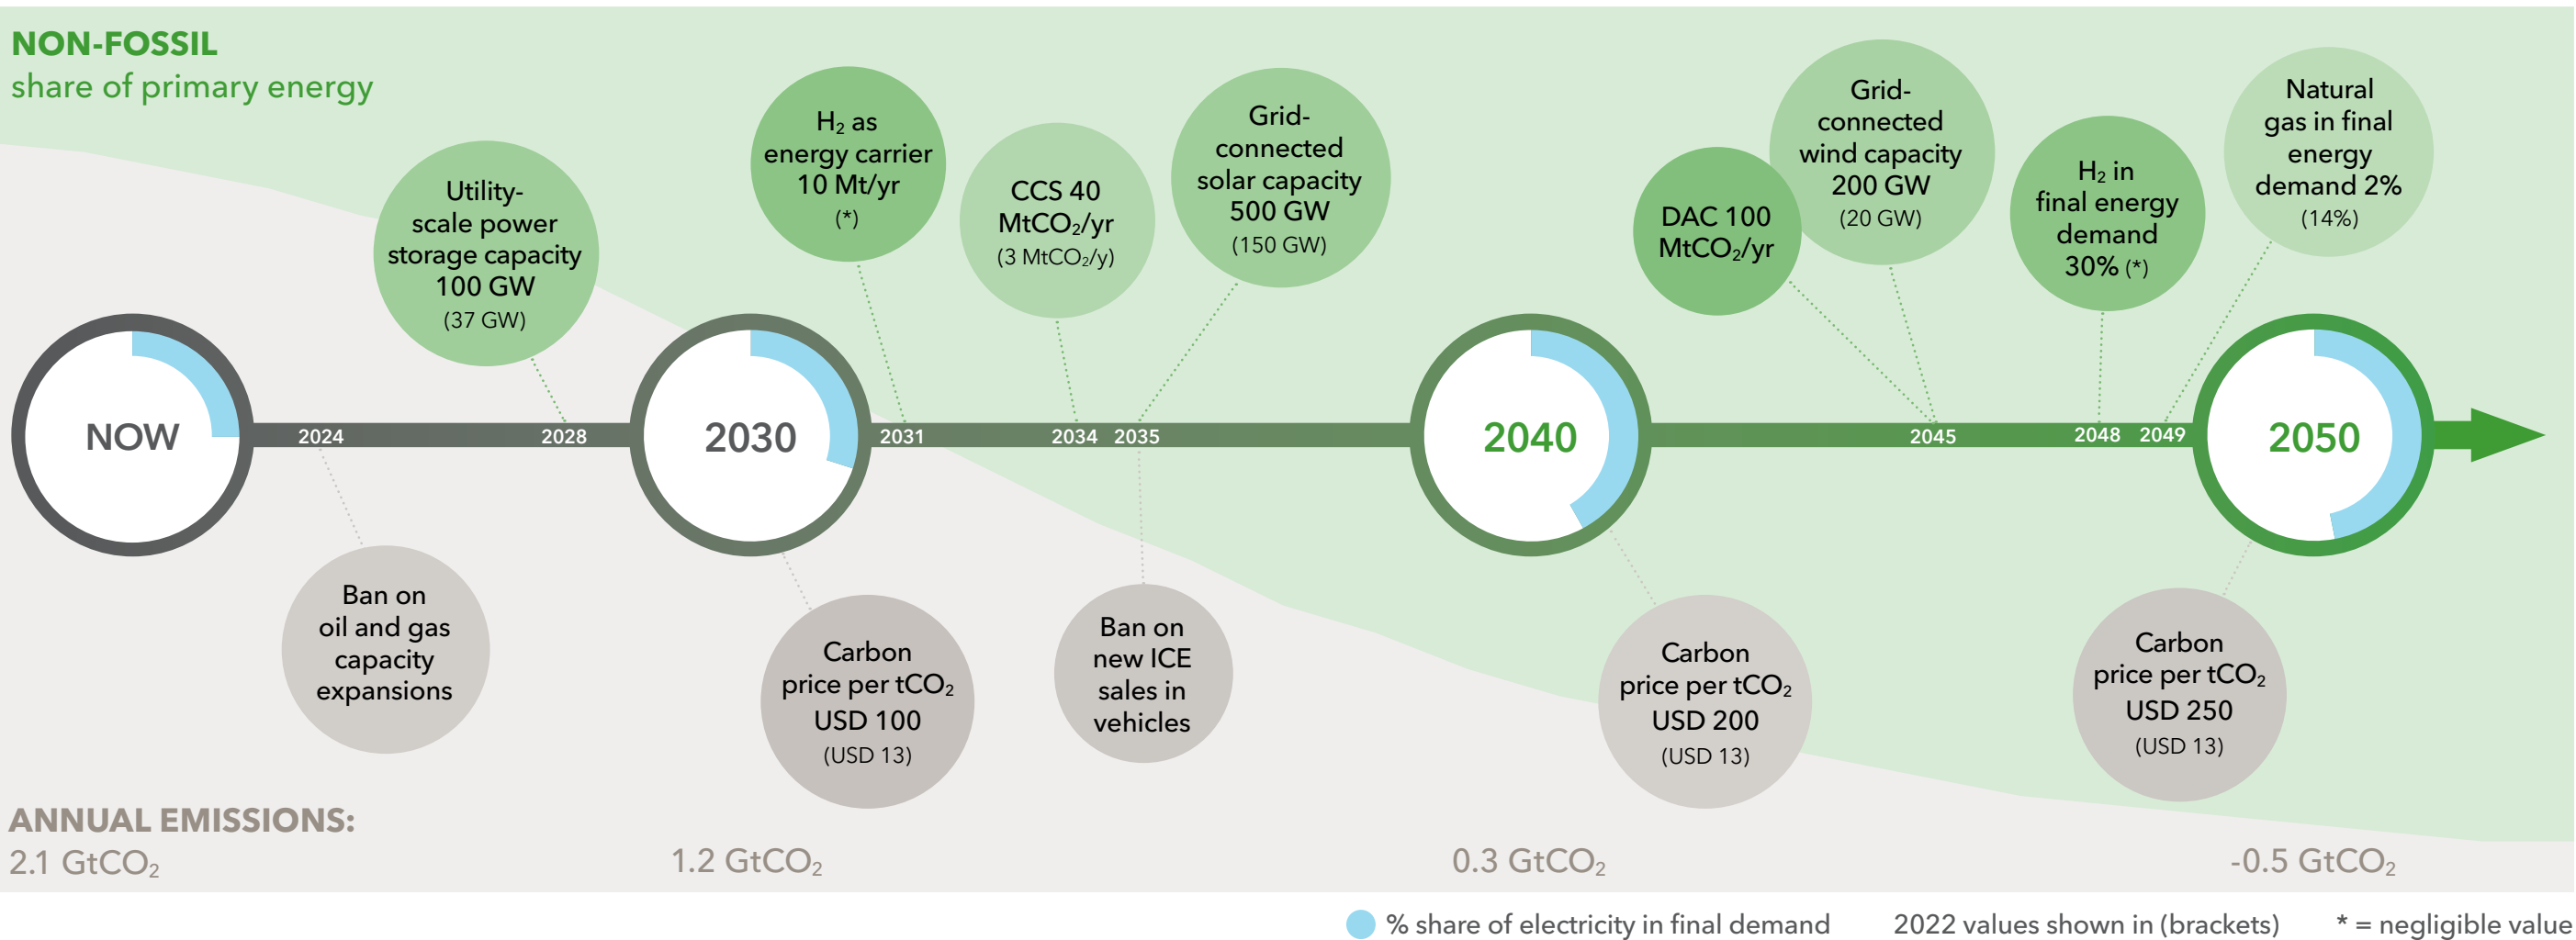 NON-FOSSIL
share of primary energy
Utility-
scale power
storage capacity
100 GW
(37 GW)
H₂ as
energy carrier
10 Mt/yr
(*)
CCS 40
MtCO₂/yr
(3 MtCO₂/y)
Grid-
connected
solar capacity
500 GW
(150 GW)
DAC 100
MtCO₂/yr
Grid-
connected
wind capacity
200 GW
(20 GW)
H₂ in
final energy
demand
30% (*)
Natural
gas in final
energy
demand 2%
(14%)
NOW
2024
2028
2030
2031
2034
2035
2040
2045
2048
2049
2050
Ban on
oil and gas
capacity
expansions
Carbon
price per tCO₂
USD 100
(USD 13)
Ban on
new ICE
sales in
vehicles
Carbon
price per tCO₂
USD 200
(USD 13)
Carbon
price per tCO₂
USD 250
(USD 13)
ANNUAL EMISSIONS:
2.1 GtCO₂
1.2 GtCO₂
0.3 GtCO₂
-0.5 GtCO₂
% share of electricity in final demand
2022 values shown in (brackets)
* = negligible value